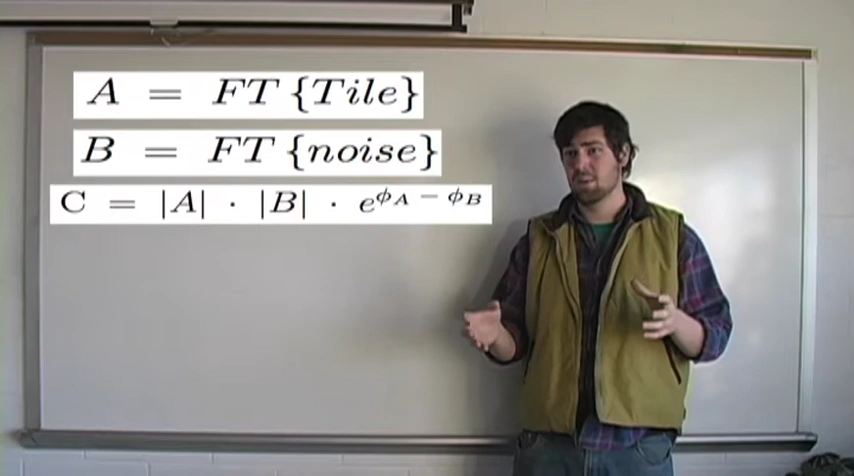 A = FT {Tile}
B = FT {noise}
C = |A| · |B| · e^{ϕ_A − ϕ_B}